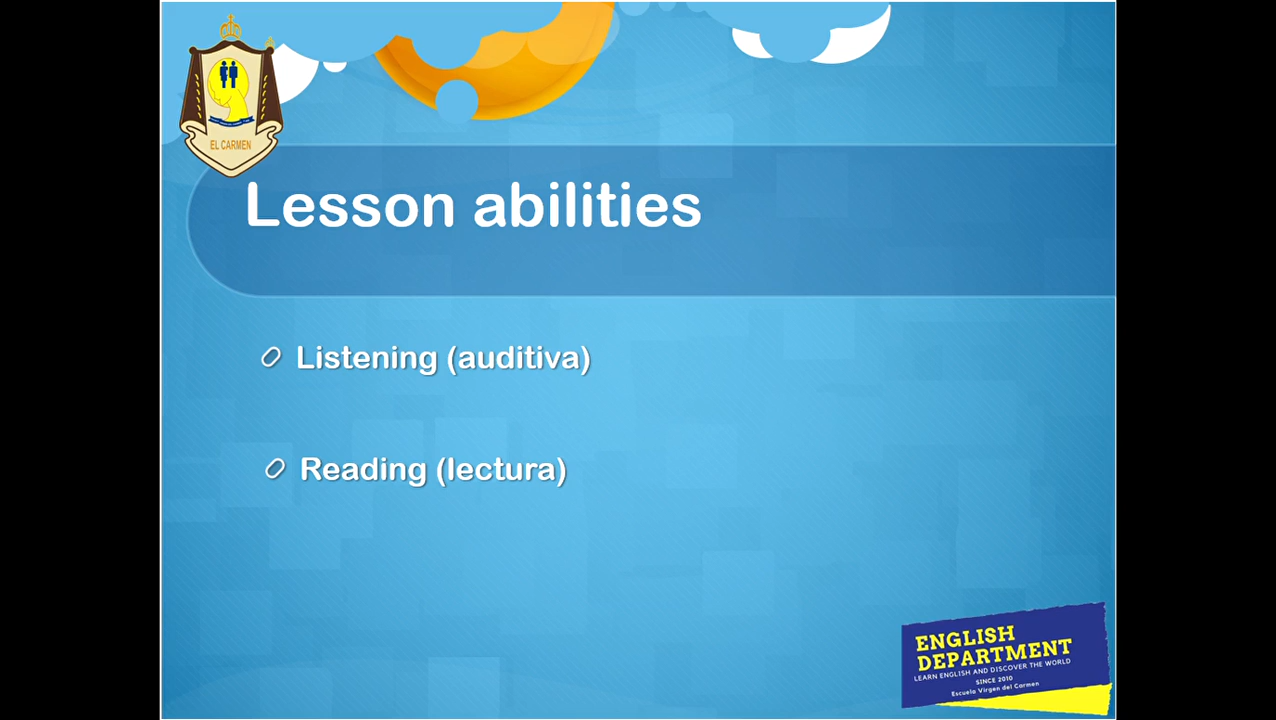 EL CARMEN
Lesson abilities
Listening (auditiva)
Reading (lectura)
ENGLISH
DEPARTMENT
LEARN ENGLISH AND DISCOVER THE WORLD
SINCE 2010
Escuela Virgen del Carmen